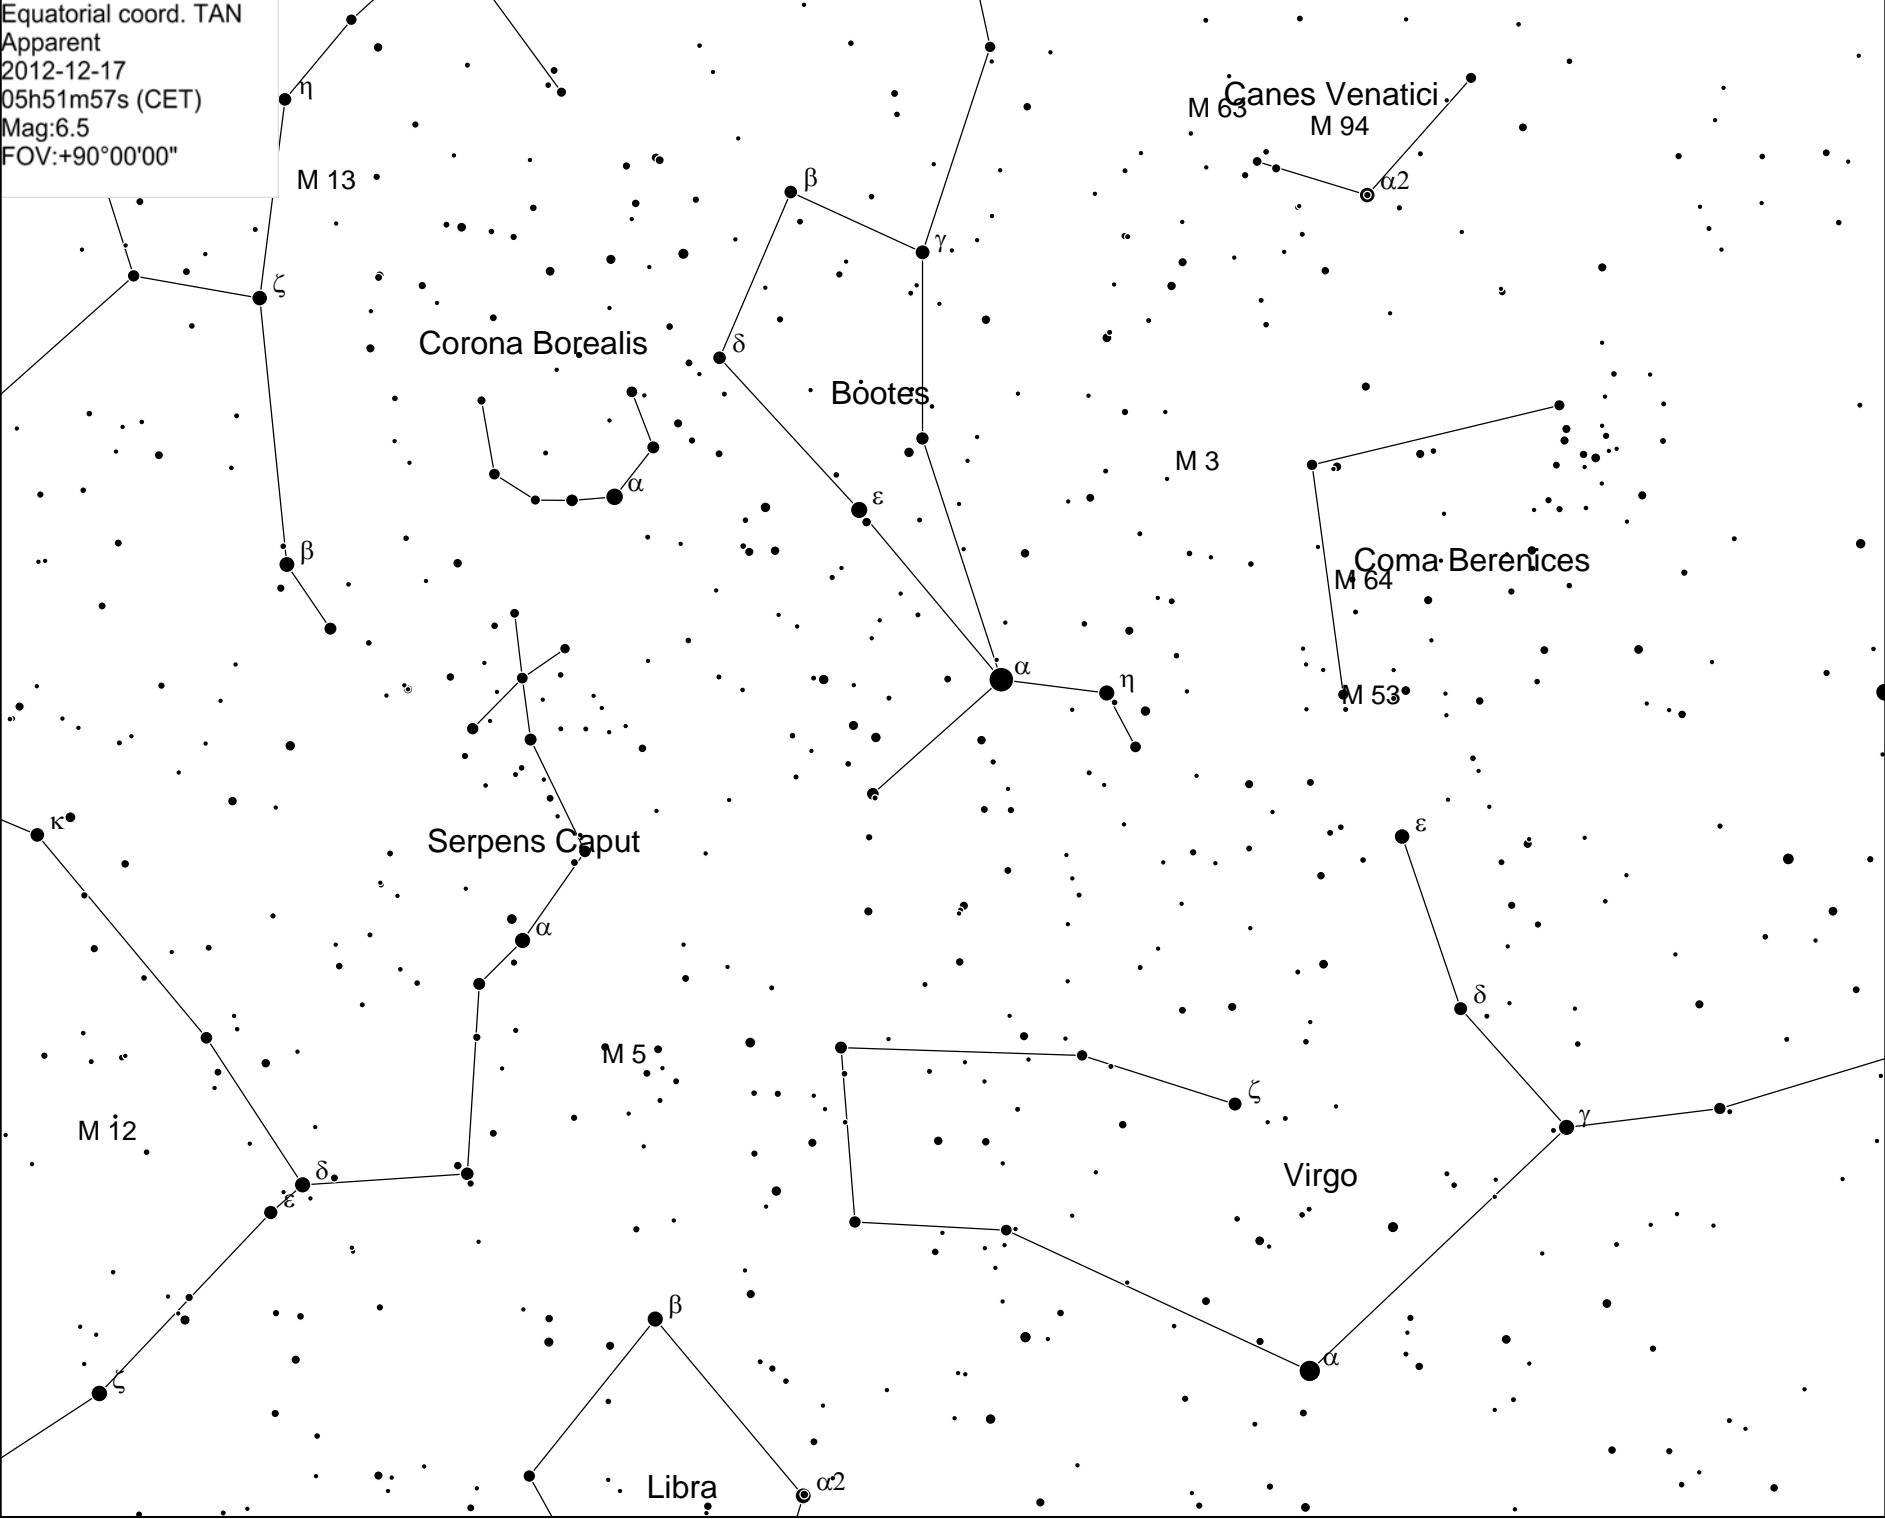 Equatorial coord. TAN
Apparent
2012-12-17
05h51m57s (CET)
Mag:6.5
FOV:+90°00'00"
η
Canes Venatici
M 63
M 94
M 13
β
α2
γ
ζ
Corona Borealis
δ
Bootes
M 3
α
ε
β
Coma Berenices
M 64
α
η
M 53
κ
ε
Serpens Caput
α
δ
M 5
ζ
γ
M 12
δ
Virgo
ε
β
α
ζ
Libra
α2